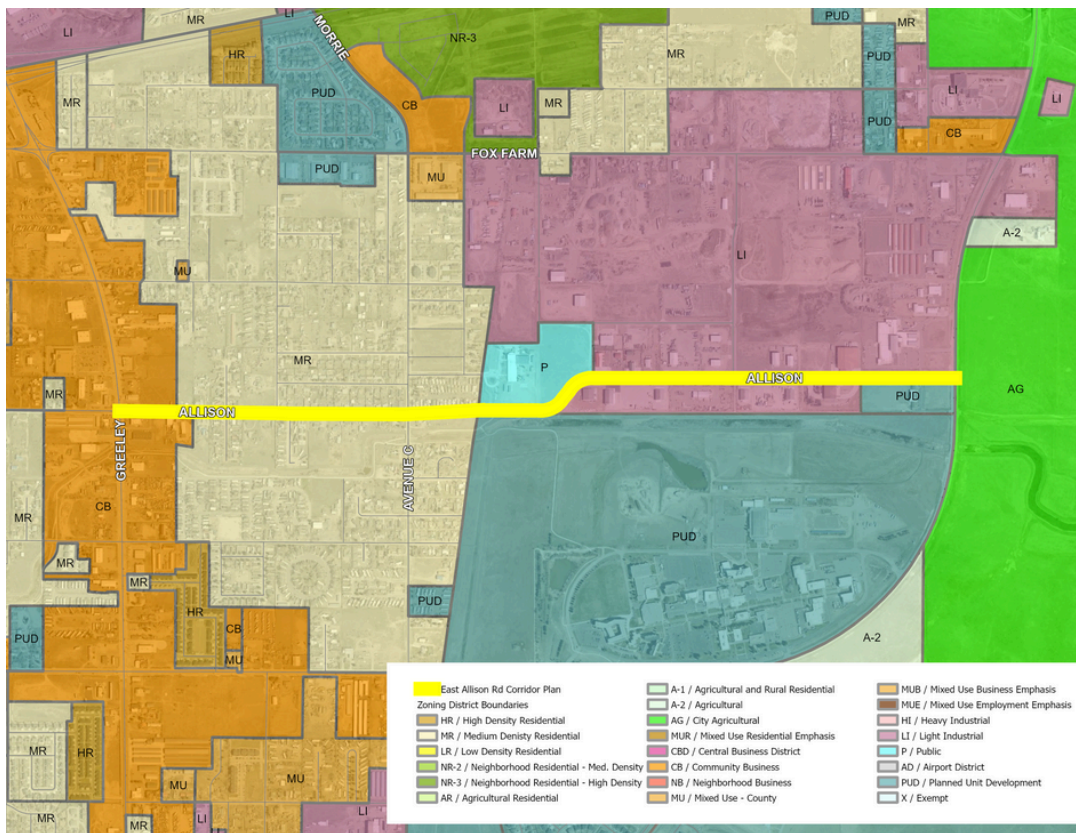 LI
MR
LI
MORRIE
NR-3
PUD
MR
HR
MR
PUD
LI
LI
MR
PUD
CB
LI
MR
PUD
CB
FOX FARM
PUD
MU
A-2
MU
LI
MR
P
MR
ALLISON
ALLISON
PUD
AG
GREELEY
AVENUE C
CB
MR
PUD
MR
MR
HR
PUD
PUD
CB
MU
A-2
MR
HR
MU
MU
MR
LI
LI
East Allison Rd Corridor Plan
Zoning District Boundaries
HR / High Density Residential
MR / Medium Denisty Residential
LR / Low Density Residential
NR-2 / Neighborhood Residential - Med. Density
NR-3 / Neighborhood Residential - High Density
AR / Agricultural Residential
A-1 / Agricultural and Rural Residential
A-2 / Agricultural
AG / City Agricultural
MUR / Mixed Use Residential Emphasis
CBD / Central Business District
CB / Community Business
NB / Neighborhood Business
MU / Mixed Use - County
MUB / Mixed Use Business Emphasis
MUE / Mixed Use Employment Emphasis
HI / Heavy Industrial
LI / Light Industrial
P / Public
AD / Airport District
PUD / Planned Unit Development
X / Exempt